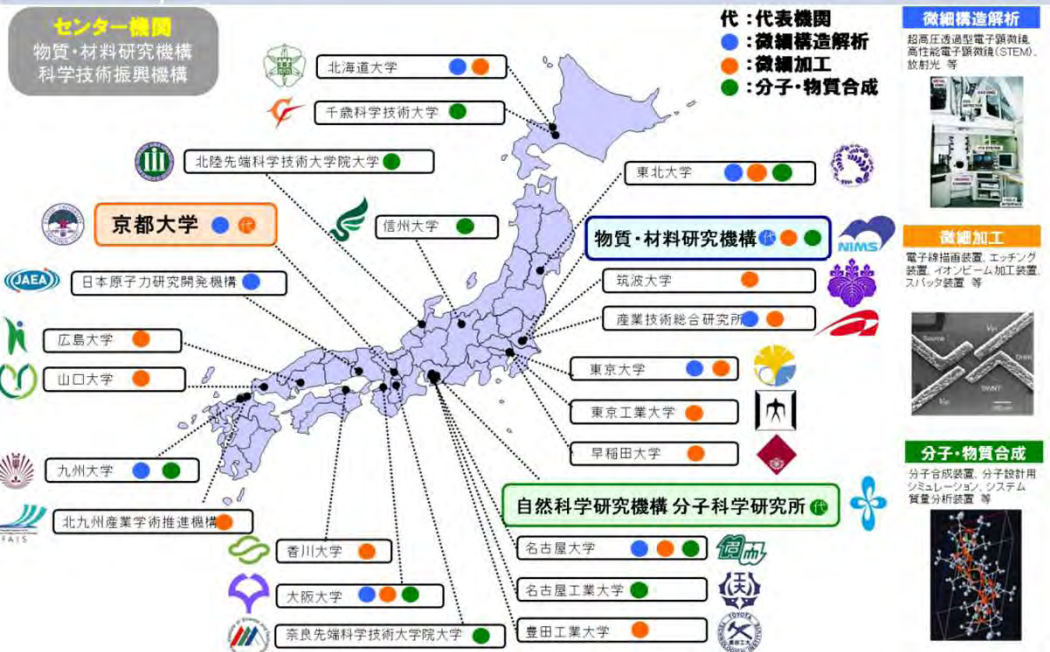 センター機関
物質・材料研究機構
科学技術振興機構
代:代表機関
:微細構造解析
:微細加工
:分子・物質合成
北海道大学
千歳科学技術大学
北陸先端科学技術大学院大学
東北大学
京都大学 代
信州大学
物質・材料研究機構 代
NIMS
JAEA
日本原子力研究開発機構
筑波大学
産業技術総合研究所
広島大学
山口大学
東京大学
東京工業大学
早稲田大学
九州大学
自然科学研究機構 分子科学研究所 代
北九州産業学術推進機構
FAIS
香川大学
名古屋大学
大阪大学
名古屋工業大学
奈良先端科学技術大学院大学
豊田工業大学
微細構造解析
超高圧透過型電子顕微鏡、
高性能電子顕微鏡(STEM)、
放射光 等
微細加工
電子線描画装置、エッチング
装置、イオンビーム加工装置、
スパッタ装置 等
Source
Drain
SWNT
分子・物質合成
分子合成装置、分子設計用
シミュレーション、システム
質量分析装置 等